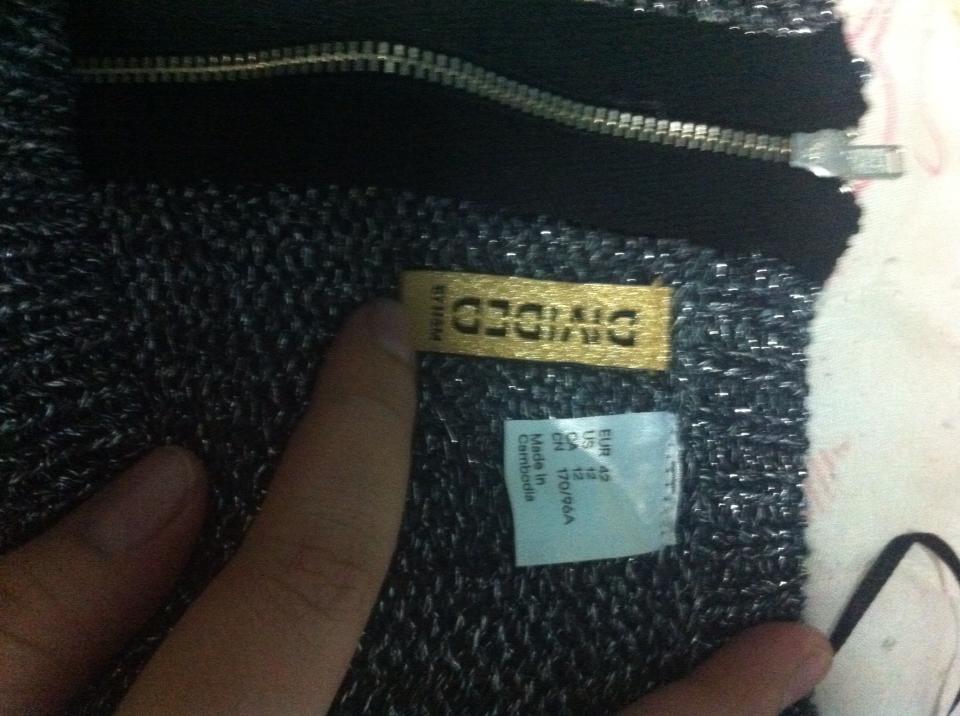 DIVIDED
BY H&M
EUR 42
US 12
CA 12
CN 170/96A
Made in
Cambodia